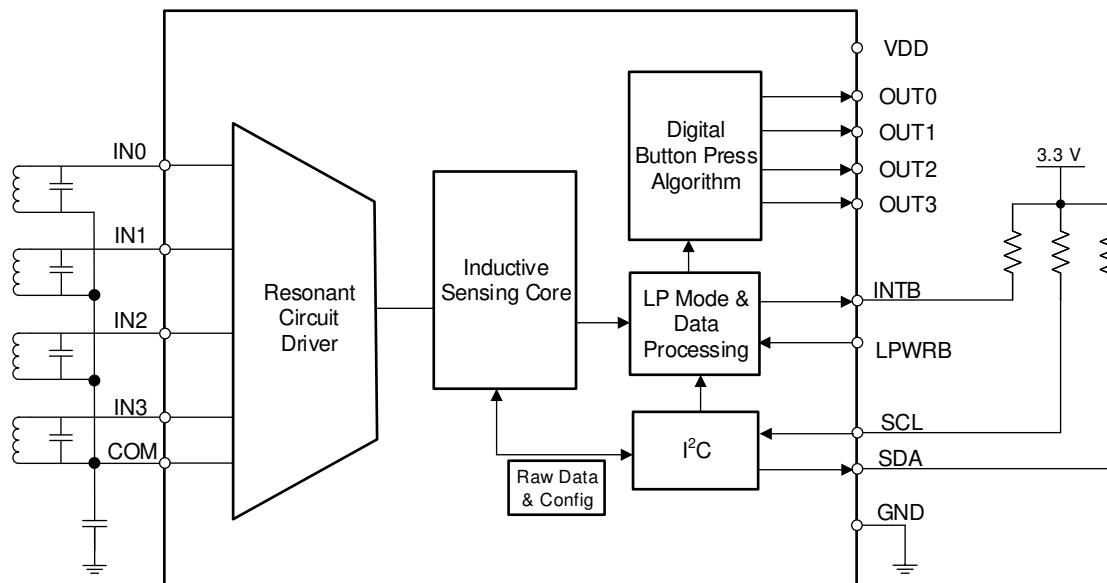 VDD
OUT0
OUT1
OUT2
OUT3
Digital
Button Press
Algorithm
3.3 V
IN0
IN1
IN2
IN3
COM
Resonant
Circuit
Driver
Inductive
Sensing Core
LP Mode &
Data
Processing
INTB
LPWRB
I²C
SCL
SDA
Raw Data
& Config
GND